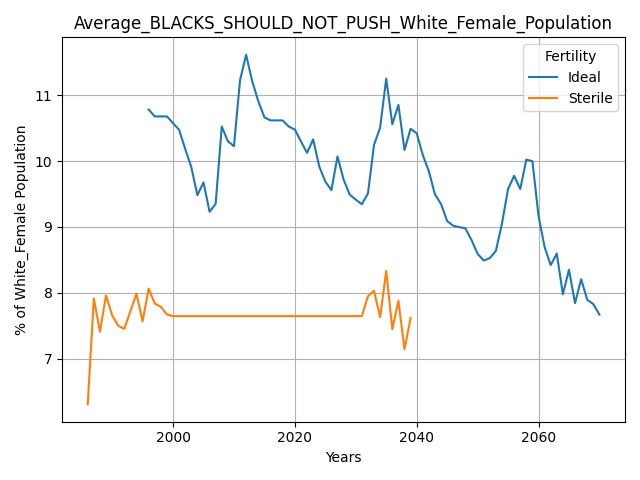 Average_BLACKS_SHOULD_NOT_PUSH_White_Female_Population
Fertility
Ideal
Sterile
% of White_Female Population
11
10
9
8
7
2000 2020 2040 2060
Years